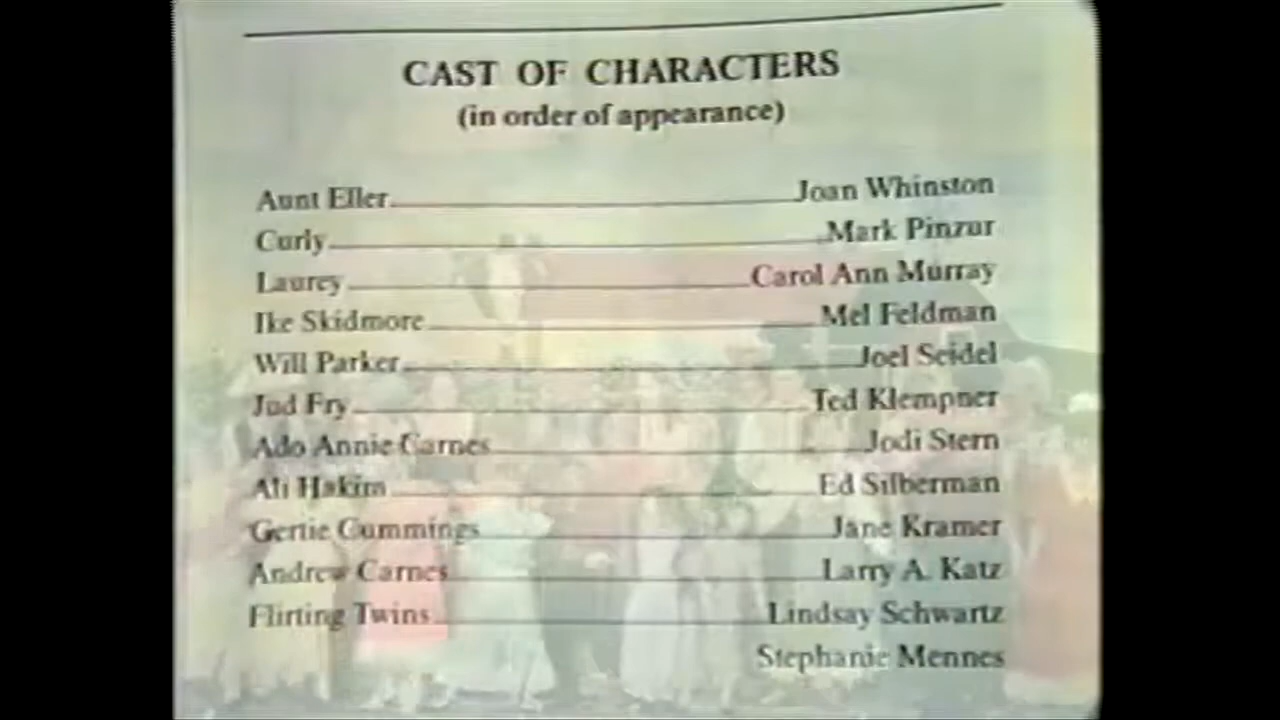 CAST OF CHARACTERS
(in order of appearance)
Aunt Eller Joan Whinston
Curly Mark Pinzur
Laurey Carol Ann Murray
Ike Skidmore Mel Feldman
Will Parker Joel Seidel
Jud Fry Ted Klempner
Ado Annie Carnes Jodi Stern
Ali Hakim Ed Silberman
Gertie Cummings Jane Kramer
Andrew Carnes Larry A. Katz
Flirting Twins Lindsay Schwartz
Stephanie Mennes